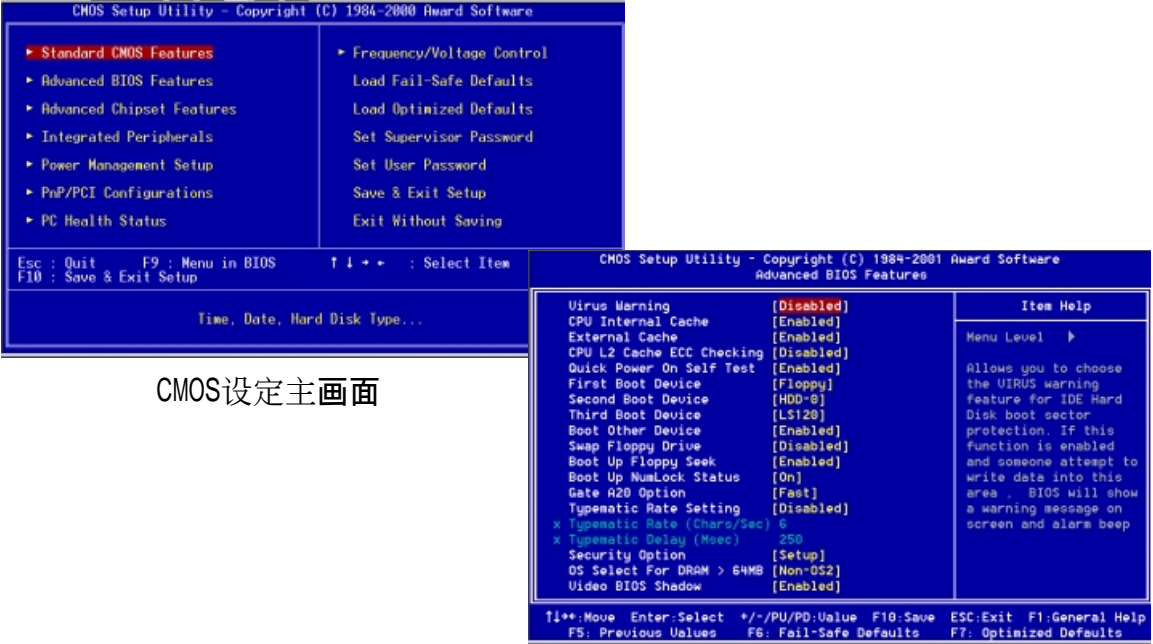 CMOS Setup Utility - Copyright (C) 1984-2000 Award Software
▸ Standard CMOS Features
▸ Advanced BIOS Features
▸ Advanced Chipset Features
▸ Integrated Peripherals
▸ Power Management Setup
▸ PnP/PCI Configurations
▸ PC Health Status
▸ Frequency/Voltage Control
Load Fail-Safe Defaults
Load Optimized Defaults
Set Supervisor Password
Set User Password
Save & Exit Setup
Exit Without Saving
Esc : Quit F9 : Menu in BIOS ↑ ↓ → ← : Select Item
F10 : Save & Exit Setup
Time, Date, Hard Disk Type...
CMOS设定主画面
CMOS Setup Utility - Copyright (C) 1984-2001 Award Software
Advanced BIOS Features
Virus Warning [Disabled]
CPU Internal Cache [Enabled]
External Cache [Enabled]
CPU L2 Cache ECC Checking [Disabled]
Quick Power On Self Test [Enabled]
First Boot Device [Floppy]
Second Boot Device [HDD-0]
Third Boot Device [LS120]
Boot Other Device [Enabled]
Swap Floppy Drive [Disabled]
Boot Up Floppy Seek [Enabled]
Boot Up NumLock Status [On]
Gate A20 Option [Fast]
Typematic Rate Setting [Disabled]
x Typematic Rate (Chars/Sec) 6
x Typematic Delay (Msec) 250
Security Option [Setup]
OS Select For DRAM > 64MB [Non-OS2]
Video BIOS Shadow [Enabled]
Item Help
Menu Level ▸
Allows you to choose
the VIRUS warning
feature for IDE Hard
Disk boot sector
protection. If this
function is enabled
and someone attempt to
write data into this
area , BIOS will show
a warning message on
screen and alarm beep
↑↓→←:Move Enter:Select +/-/PU/PD:Value F10:Save ESC:Exit F1:General Help
F5: Previous Values F6: Fail-Safe Defaults F7: Optimized Defaults